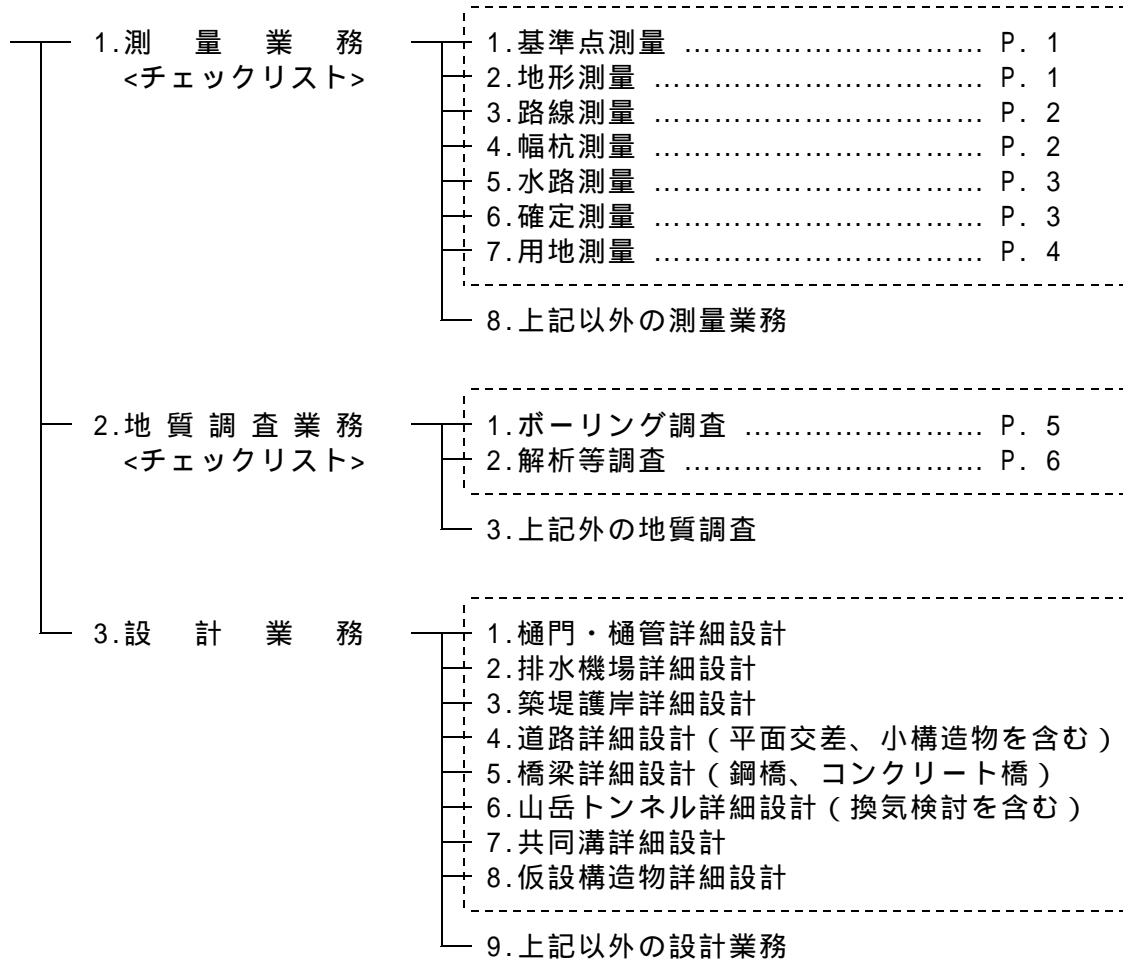 1.測量業務
<チェックリスト>
1.基準点測量 ………………………… P. 1
2.地形測量 …………………………… P. 1
3.路線測量 …………………………… P. 2
4.幅杭測量 …………………………… P. 2
5.水路測量 …………………………… P. 3
6.確定測量 …………………………… P. 3
7.用地測量 …………………………… P. 4
8.上記以外の測量業務
2.地質調査業務
<チェックリスト>
1.ボーリング調査 …………………… P. 5
2.解析等調査 ………………………… P. 6
3.上記外の地質調査
3.設計業務
1.樋門・樋管詳細設計
2.排水機場詳細設計
3.築堤護岸詳細設計
4.道路詳細設計(平面交差、小構造物を含む)
5.橋梁詳細設計(鋼橋、コンクリート橋)
6.山岳トンネル詳細設計(換気検討を含む)
7.共同溝詳細設計
8.仮設構造物詳細設計
9.上記以外の設計業務